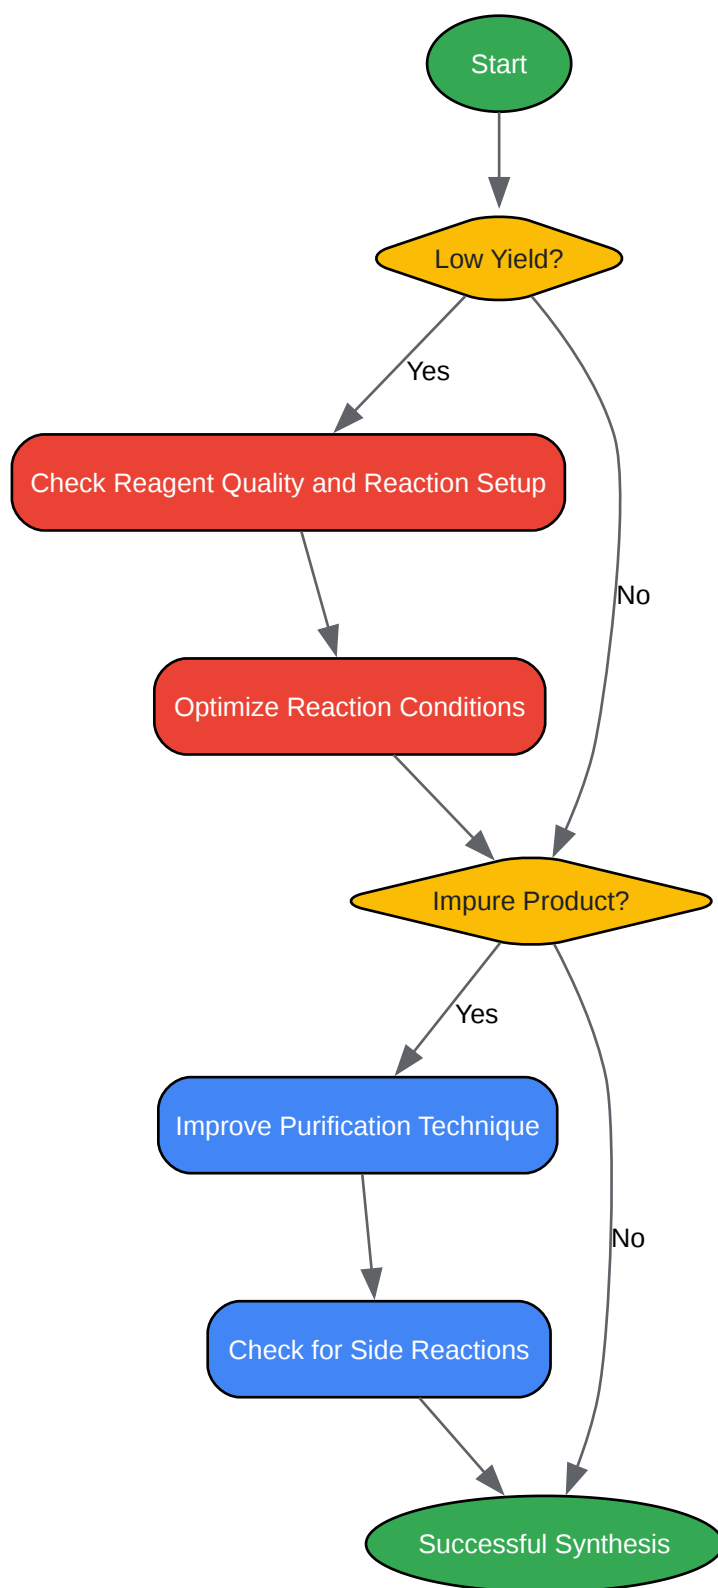 Start
Low Yield?
Yes
Check Reagent Quality and Reaction Setup
No
Optimize Reaction Conditions
Impure Product?
Yes
Improve Purification Technique
No
Check for Side Reactions
Successful Synthesis